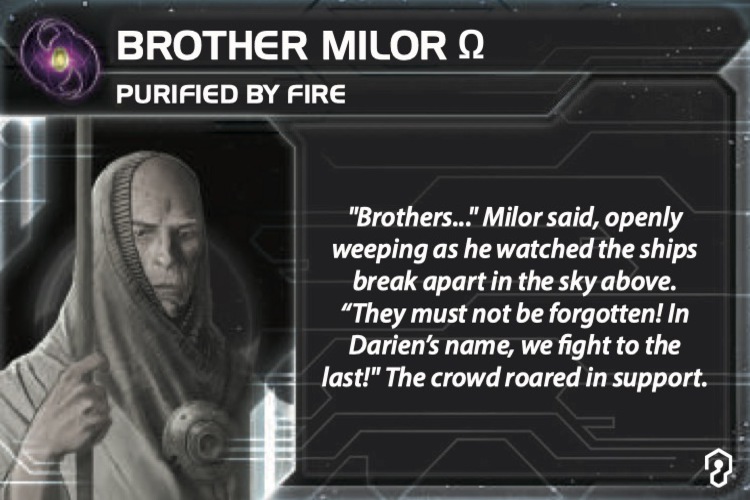 BROTHER MILOR Ω
PURIFIED BY FIRE
"Brothers..." Milor said, openly
weeping as he watched the ships
break apart in the sky above.
“They must not be forgotten! In
Darien’s name, we fight to the
last!" The crowd roared in support.